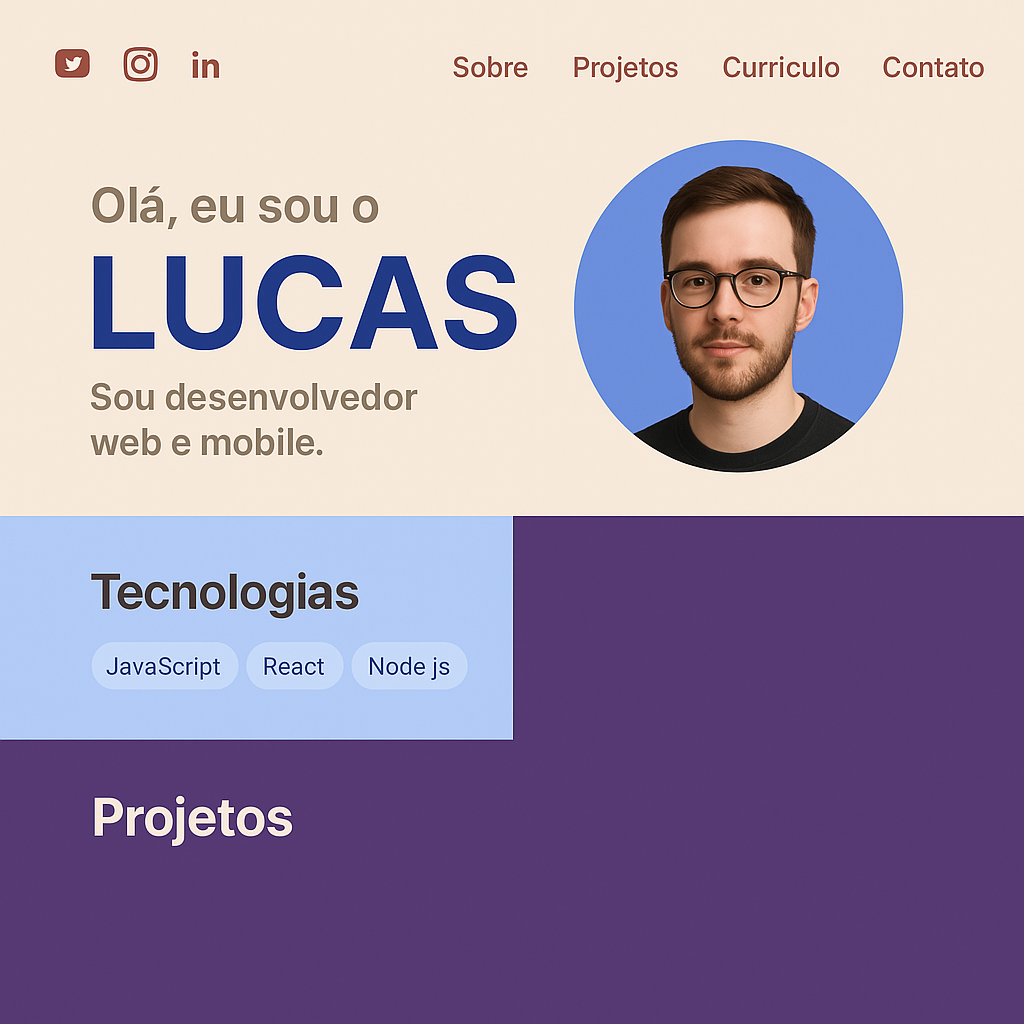 in
Sobre Projetos Curriculo Contato
Olá, eu sou o
LUCAS
Sou desenvolvedor
web e mobile.
Tecnologias
JavaScript React Node js
Projetos